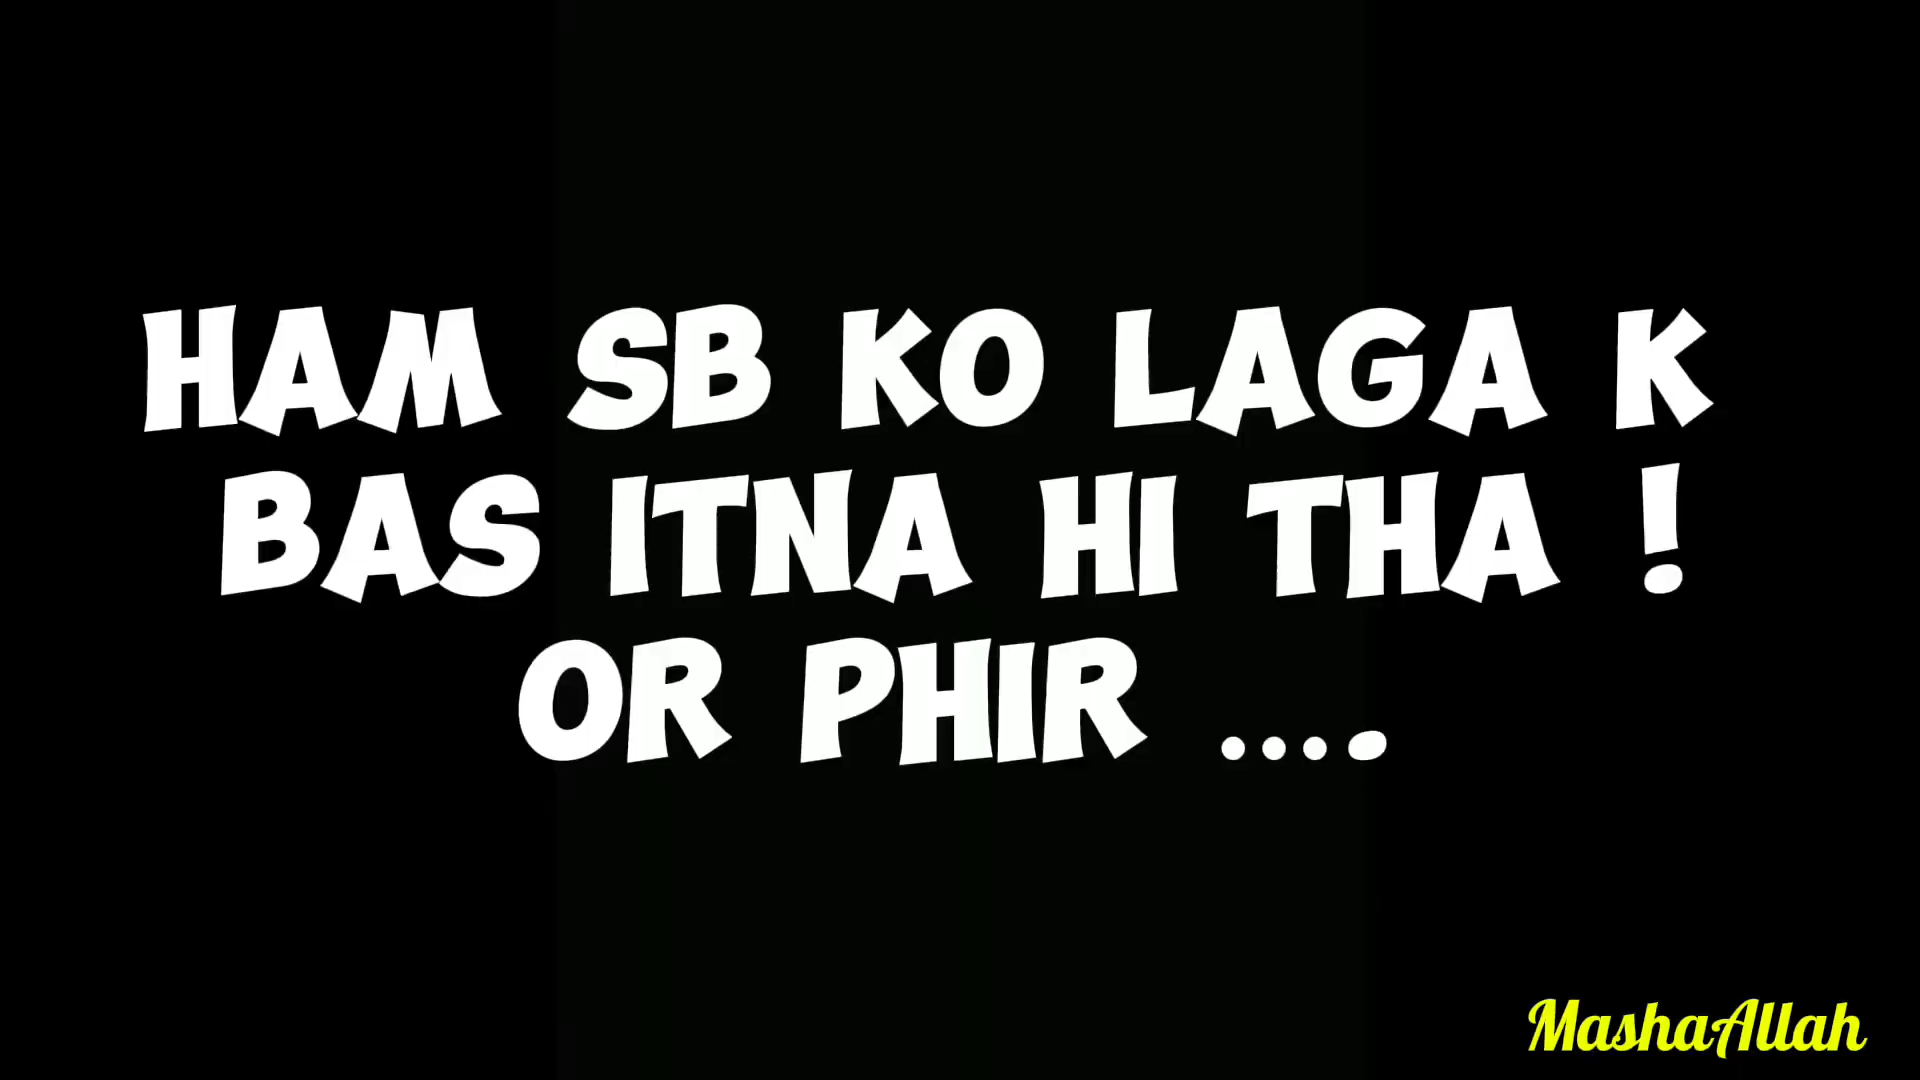 HAM SB KO LAGA K
BAS ITNA HI THA !
OR PHIR ....
MashaAllah